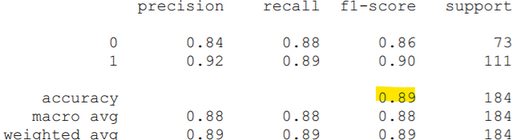 precision recall f1-score support
0 0.84 0.88 0.86 73
1 0.92 0.89 0.90 111
accuracy 0.89 184
macro avg 0.88 0.88 0.88 184
weighted avg 0.89 0.89 0.89 184